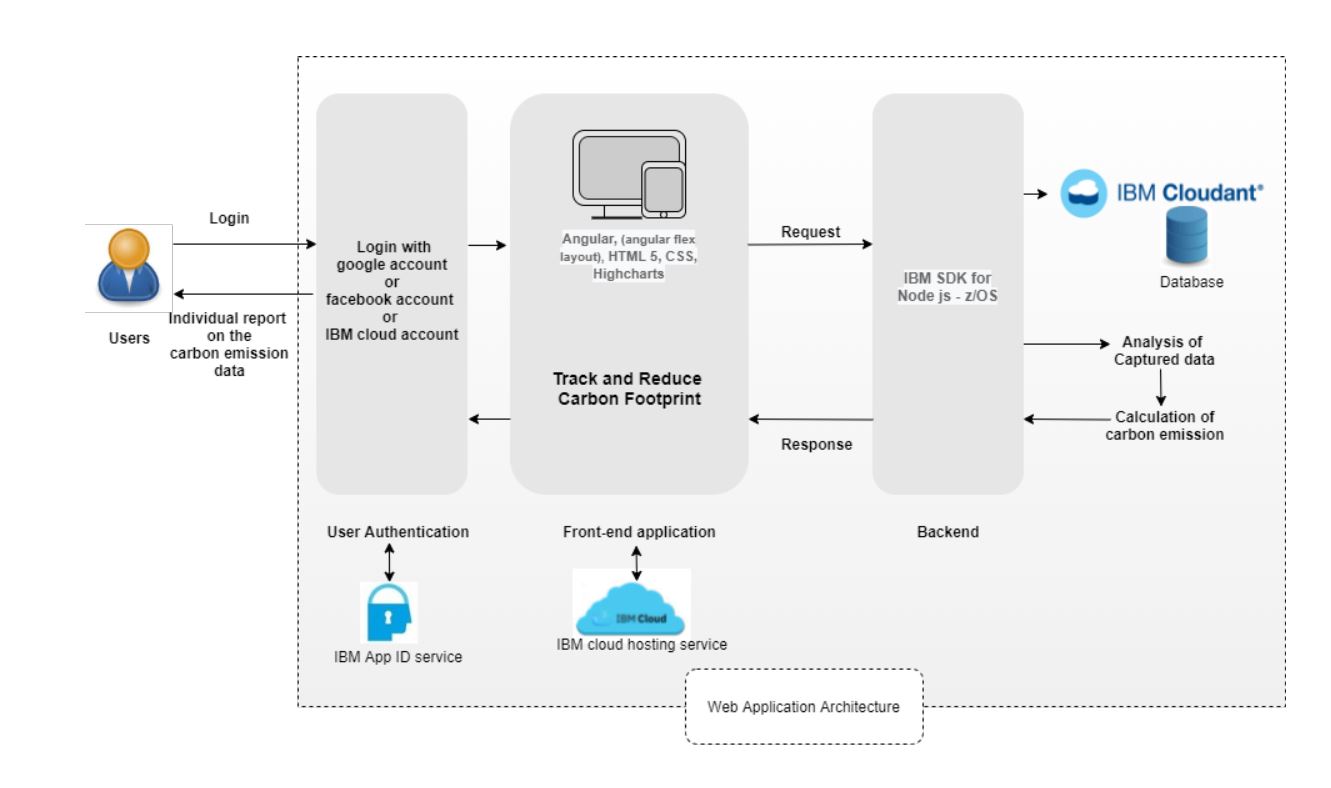 Login
Users
Individual report
on the
carbon emission
data
Login with
google account
or
facebook account
or
IBM cloud account
Angular, (angular flex
layout), HTML 5, CSS,
Highcharts
Track and Reduce
Carbon Footprint
Request
Response
IBM SDK for
Node js - z/OS
IBM Cloudant®
Database
Analysis of
Captured data
Calculation of
carbon emission
User Authentication
Front-end application
Backend
IBM App ID service
IBM Cloud
IBM cloud hosting service
Web Application Architecture